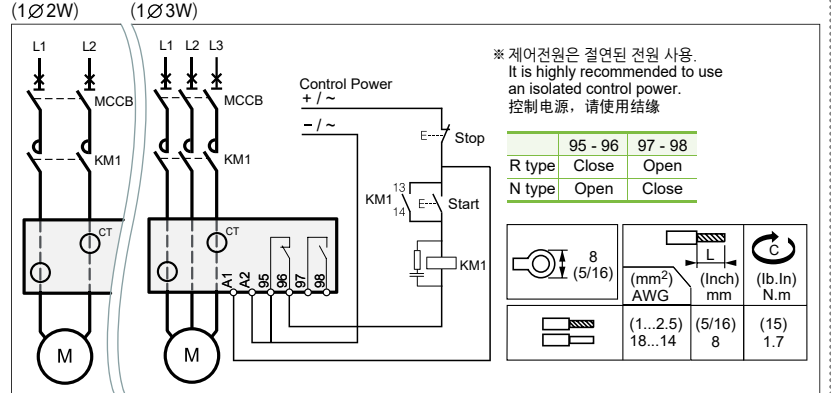 (1∅2W)
(1∅3W)
L1 L2
L1 L2 L3
MCCB
MCCB
KM1
KM1
CT
CT
A1 A2 95 96 97 98
M
M
Control Power
+ / ~
− / ~
Stop
13
KM1
14
Start
KM1
※ 제어전원은 절연된 전원 사용.
It is highly recommended to use
an isolated control power.
控制电源，请使用结缘
95 - 96 97 - 98
R type Close Open
N type Open Close
8
(5/16)
L
C
(mm²) (Inch) (lb.In)
AWG mm N.m
(1...2.5) (5/16) (15)
18...14 8 1.7
E
E